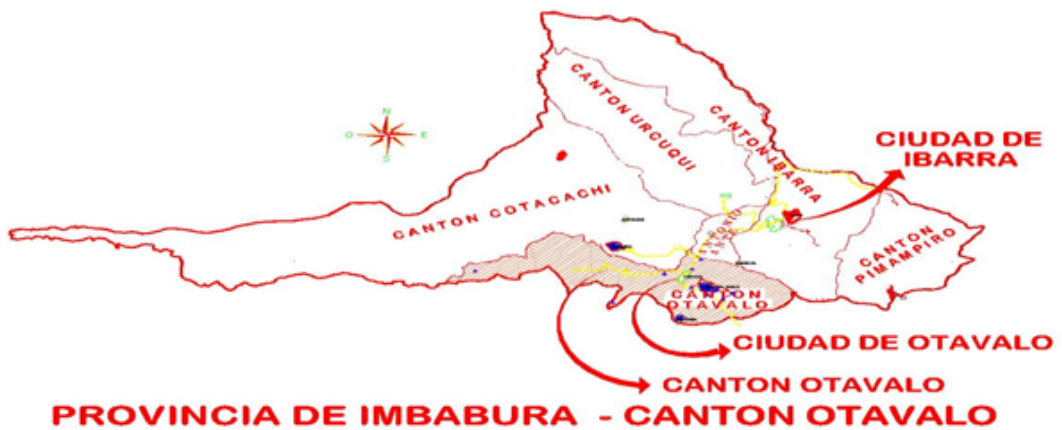 CANTON URCUQUI
CANTON IBARRA
CIUDAD DE
IBARRA
N
O
E
S
CANTON COTACACHI
CANTON
PIMAMPIRO
CANTON
OTAVALO
CIUDAD DE OTAVALO
CANTON OTAVALO
PROVINCIA DE IMBABURA - CANTON OTAVALO